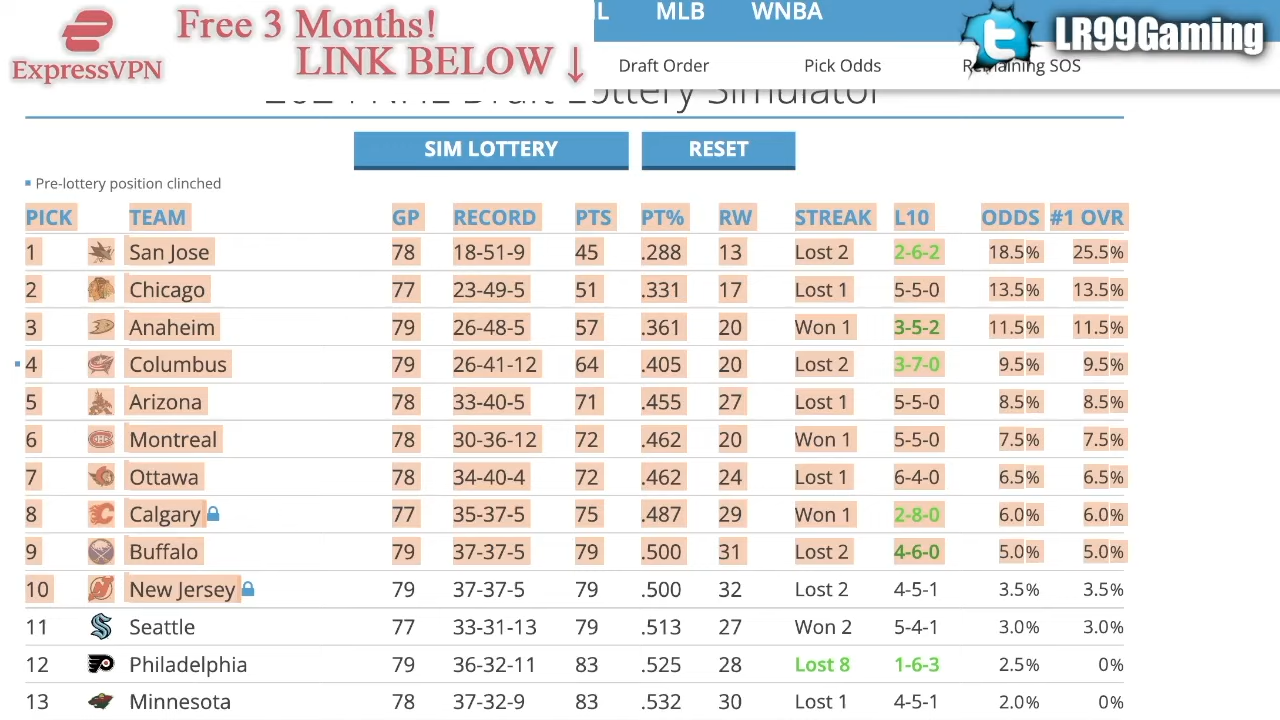 Free 3 Months!
LINK BELOW ↓
ExpressVPN
MLB WNBA
LR99Gaming
Draft Order Pick Odds Remaining SOS
Draft Lottery Simulator
SIM LOTTERY RESET
Pre-lottery position clinched
PICK TEAM GP RECORD PTS PT% RW STREAK L10 ODDS #1 OVR
1 San Jose 78 18-51-9 45 .288 13 Lost 2 2-6-2 18.5% 25.5%
2 Chicago 77 23-49-5 51 .331 17 Lost 1 5-5-0 13.5% 13.5%
3 Anaheim 79 26-48-5 57 .361 20 Won 1 3-5-2 11.5% 11.5%
4 Columbus 79 26-41-12 64 .405 20 Lost 2 3-7-0 9.5% 9.5%
5 Arizona 78 33-40-5 71 .455 27 Lost 1 5-5-0 8.5% 8.5%
6 Montreal 78 30-36-12 72 .462 20 Won 1 5-5-0 7.5% 7.5%
7 Ottawa 78 34-40-4 72 .462 24 Lost 1 6-4-0 6.5% 6.5%
8 Calgary 77 35-37-5 75 .487 29 Won 1 2-8-0 6.0% 6.0%
9 Buffalo 79 37-37-5 79 .500 31 Lost 2 4-6-0 5.0% 5.0%
10 New Jersey 79 37-37-5 79 .500 32 Lost 2 4-5-1 3.5% 3.5%
11 Seattle 77 33-31-13 79 .513 27 Won 2 5-4-1 3.0% 3.0%
12 Philadelphia 79 36-32-11 83 .525 28 Lost 8 1-6-3 2.5% 0%
13 Minnesota 78 37-32-9 83 .532 30 Lost 1 4-5-1 2.0% 0%